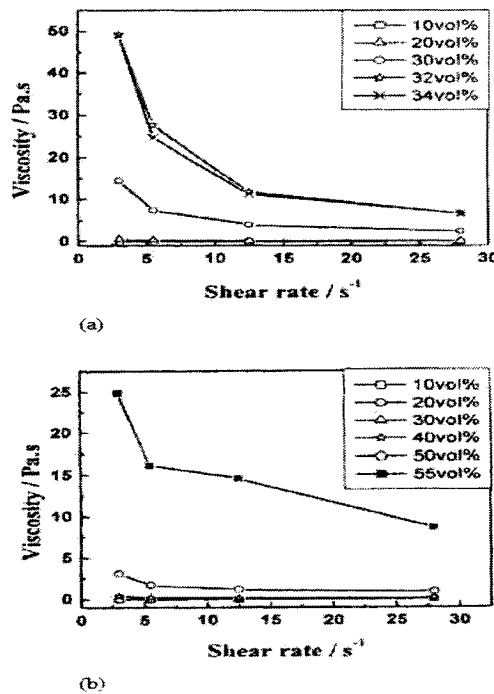 10vol%
20vol%
30vol%
32vol%
34vol%
50
40
30
20
10
0
Viscosity / Pa.s
0 5 10 15 20 25 30
Shear rate / s⁻¹
(a)
10vol%
20vol%
30vol%
40vol%
50vol%
55vol%
25
20
15
10
5
0
Viscosity / Pa.s
0 5 10 15 20 25 30
Shear rate / s⁻¹
(b)